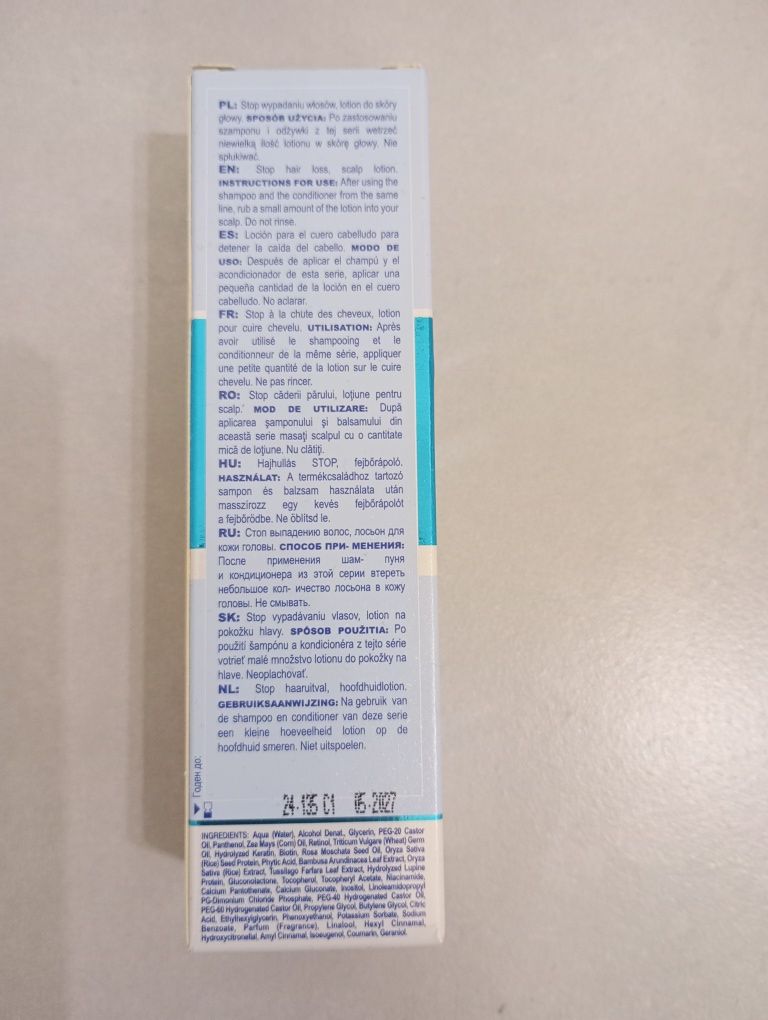 PL: Stop wypadaniu włosów, lotion do skóry
głowy. SPOSÓB UŻYCIA: Po zastosowaniu
szamponu i odżywki z tej serii wetrzeć
niewielką ilość lotionu w skórę głowy. Nie
spłukiwać.
EN: Stop hair loss, scalp lotion.
INSTRUCTIONS FOR USE: After using the
shampoo and the conditioner from the same
line, rub a small amount of the lotion into your
scalp. Do not rinse.
ES: Loción para el cuero cabelludo para
detener la caída del cabello. MODO DE
USO: Después de aplicar el champú y el
acondicionador de esta serie, aplicar una
pequeña cantidad de la loción en el cuero
cabelludo. No aclarar.
FR: Stop à la chute des cheveux, lotion
pour cuire chevelu. UTILISATION: Après
avoir utilisé le shampooing et le
conditionneur de la même série, appliquer
une petite quantité de la lotion sur le cuire
chevelu. Ne pas rincer.
RO: Stop căderii părului, loţiune pentru
scalp. MOD DE UTILIZARE: După
aplicarea şamponului şi balsamului din
această serie masaţi scalpul cu o cantitate
mică de loţiune. Nu clătiţi.
HU: Hajhullás STOP, fejbőrápoló.
HASZNÁLAT: A termékcsaládhoz tartozó
sampon és balzsam használata után
masszírozz egy kevés fejbőrápolót
a fejbőrödbe. Ne öblítsd le.
RU: Стоп выпадению волос, лосьон для
кожи головы. СПОСОБ ПРИ- МЕНЕНИЯ:
После применения шам- пуня
и кондиционера из этой серии втереть
небольшое кол- ичество лосьона в кожу
головы. Не смывать.
SK: Stop vypadávaniu vlasov, lotion na
pokožku hlavy. SPÔSOB POUŽITIA: Po
použití šampónu a kondicionéra z tejto série
votrieť malé množstvo lotionu do pokožky na
hlave. Neoplachovať.
NL: Stop haaruitval, hoofdhuidlotion.
GEBRUIKSAANWIJZING: Na gebruik van
de shampoo en conditioner van deze serie
een kleine hoeveelheid lotion op de
hoofdhuid smeren. Niet uitspoelen.
Годен до:
24-135 C1 05-2027
INGREDIENTS: Aqua (Water), Alcohol Denat., Glycerin, PEG-20 Castor
Oil, Panthenol, Zea Mays (Corn) Oil, Retinol, Triticum Vulgare (Wheat) Germ
Oil, Hydrolyzed Keratin, Biotin, Rosa Moschata Seed Oil, Oryza Sativa
(Rice) Seed Protein, Phytic Acid, Bambusa Arundinacea Leaf Extract, Oryza
Sativa (Rice) Extract, Tussilago Farfara Leaf Extract, Hydrolyzed Lupine
Protein, Gluconolactone, Tocopherol, Tocopheryl Acetate, Niacinamide,
Calcium Pantothenate, Calcium Gluconate, Inositol, Linoleamidopropyl
PG-Dimonium Chloride Phosphate, PEG-40 Hydrogenated Castor Oil,
PEG-60 Hydrogenated Castor Oil, Propylene Glycol, Butylene Glycol, Citric
Acid, Ethylhexylglycerin, Phenoxyethanol, Potassium Sorbate, Sodium
Benzoate, Parfum (Fragrance), Linalool, Hexyl Cinnamal,
Hydroxycitronellal, Amyl Cinnamal, Isoeugenol, Coumarin, Geraniol.